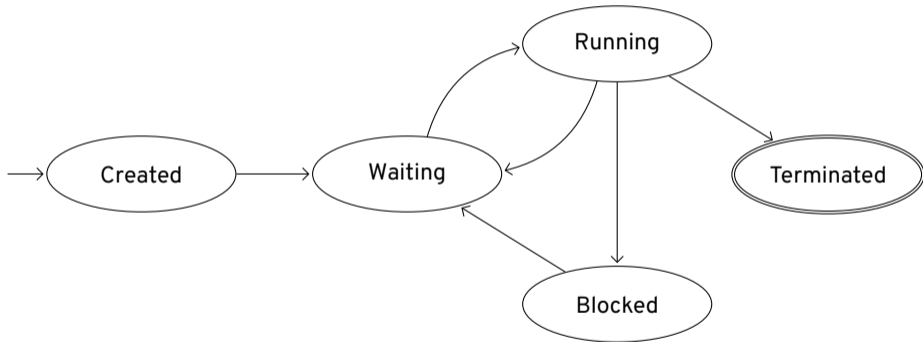 Running
Created
Waiting
Terminated
Blocked